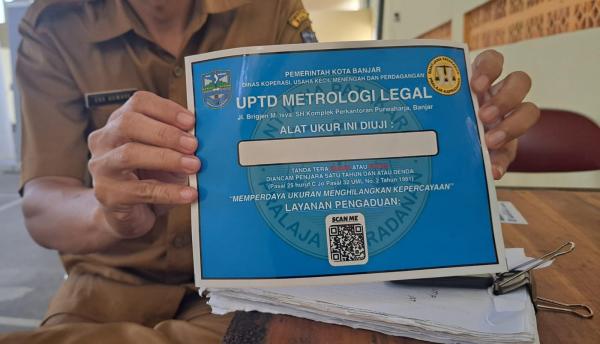 PEMERINTAH KOTA BANJAR
DINAS KOPERASI, USAHA KECIL MENENGAH DAN PERDAGANGAN
UPTD METROLOGI LEGAL
Jl. Brigjen M. Isya. SH Komplek Perkantoran Purwaharja, Banjar
ALAT UKUR INI DIUJI :
TANDA TERA ATAU
DIANCAM PENJARA SATU TAHUN DAN ATAU DENDA
(Pasal 25 huruf C Jo Pasal 32 UML No. 2 Tahun 1981)
"MEMPERDAYA UKURAN MENGHILANGKAN KEPERCAYAAN"
LAYANAN PENGADUAN:
SCAN ME